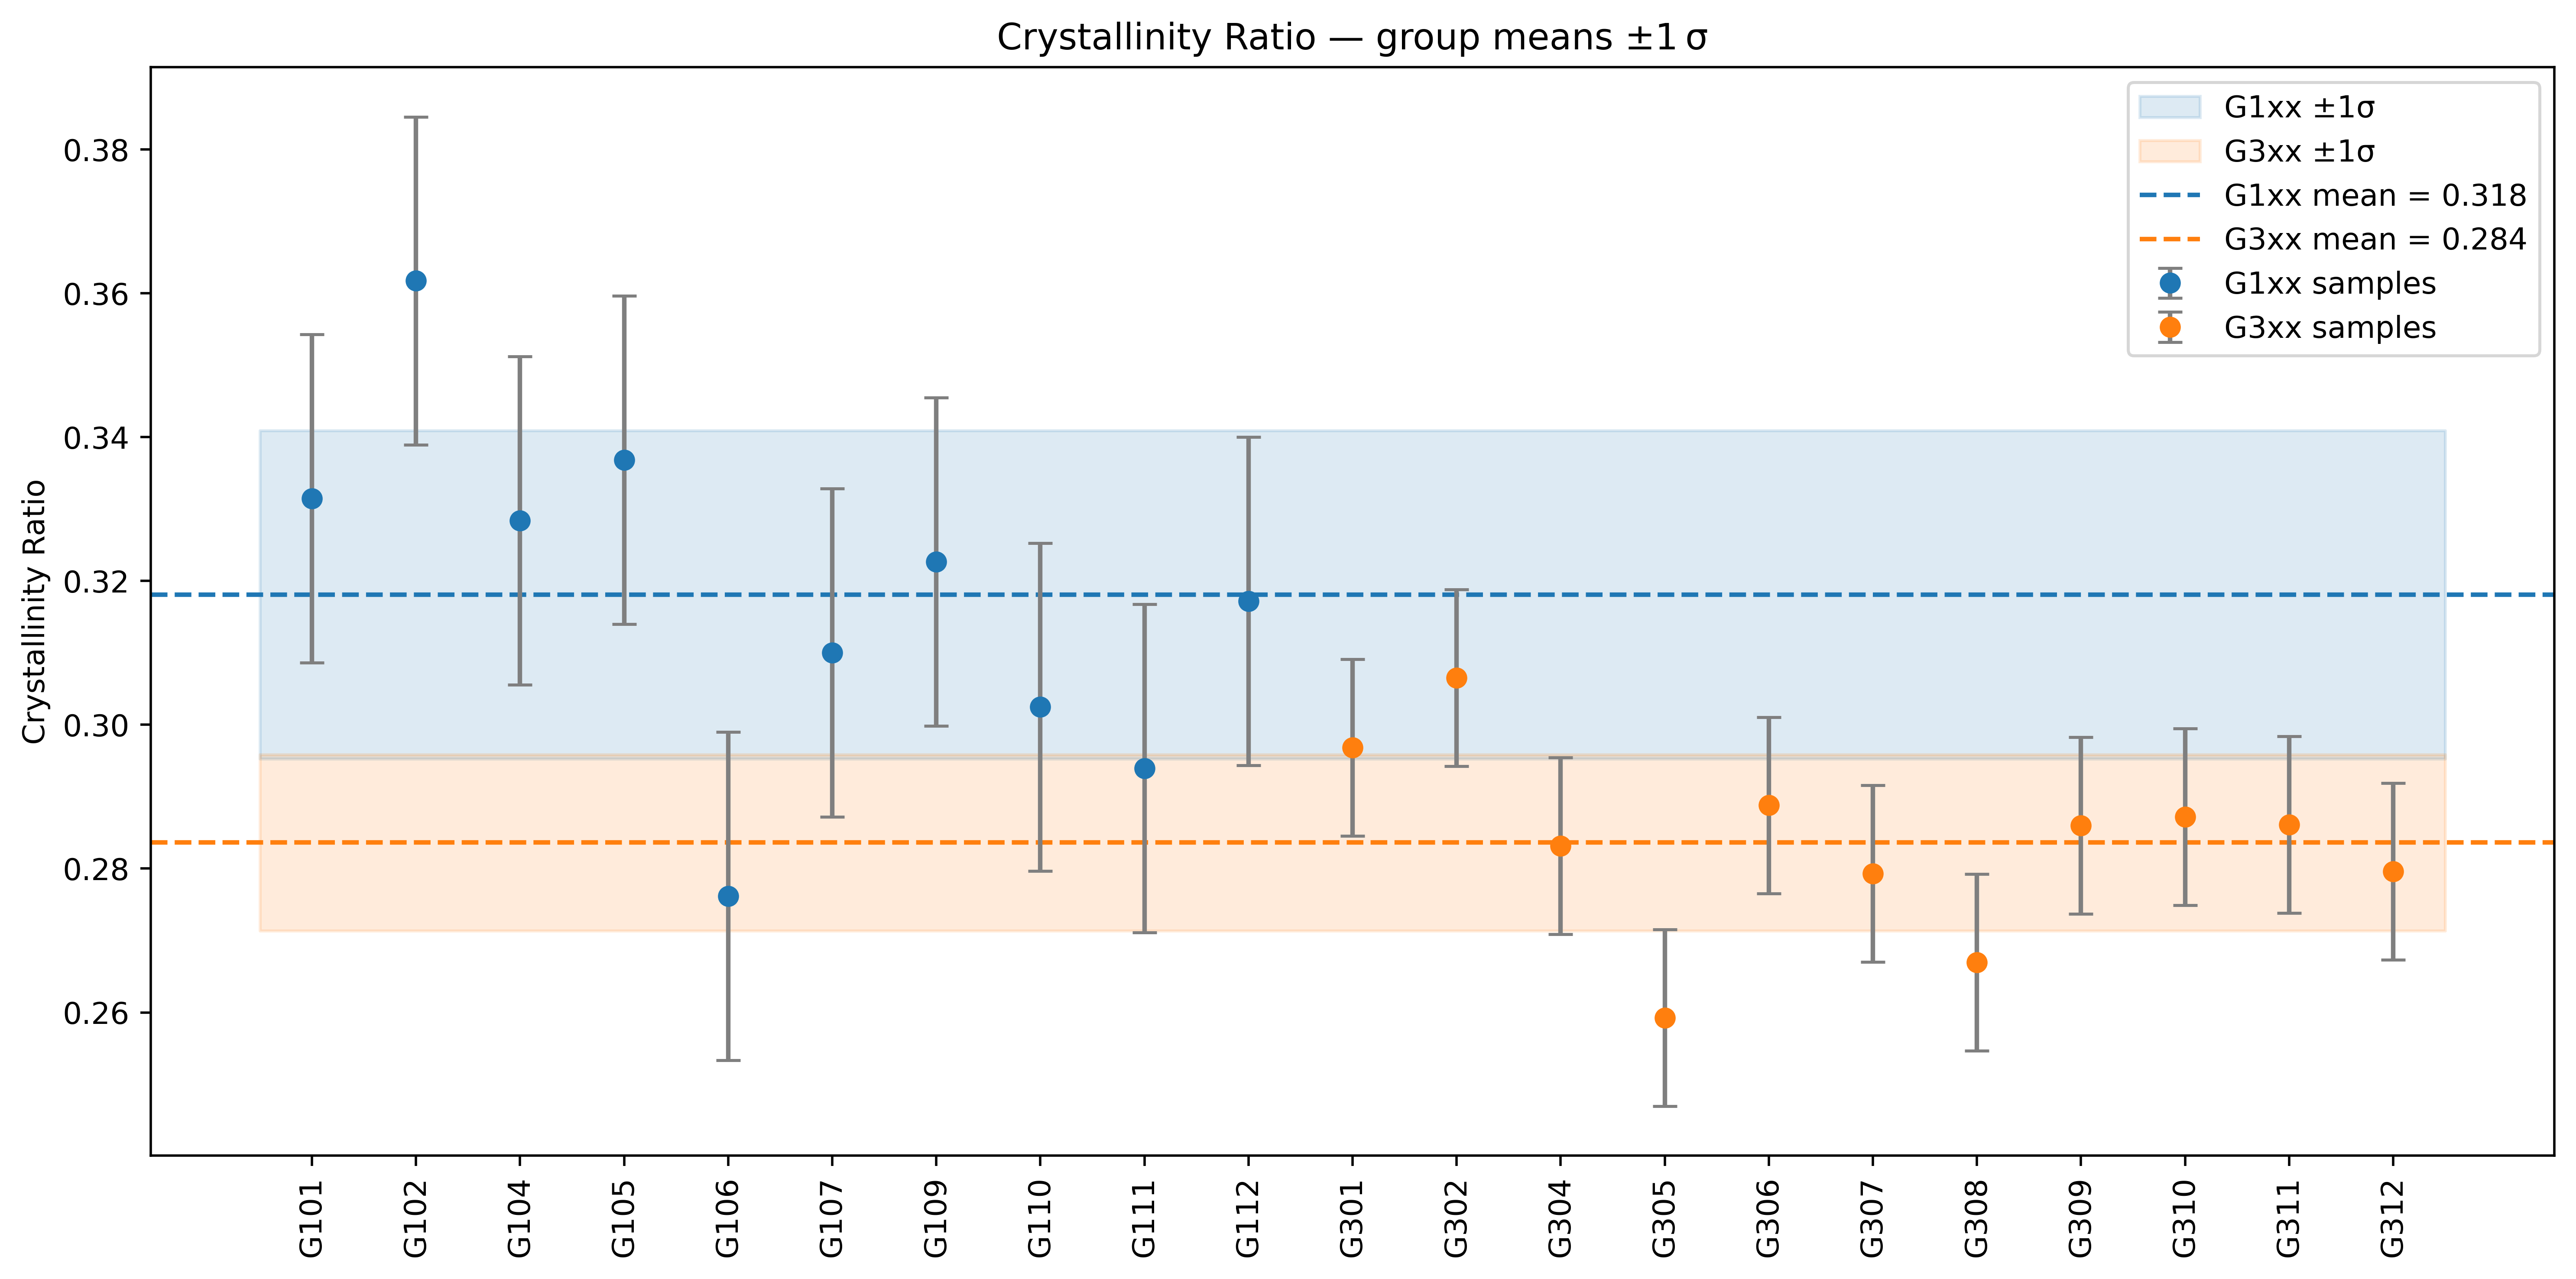 Crystallinity Ratio — group means ±1 σ
G1xx ±1σ
G3xx ±1σ
G1xx mean = 0.318
G3xx mean = 0.284
G1xx samples
G3xx samples
Crystallinity Ratio
0.38
0.36
0.34
0.32
0.30
0.28
0.26
G101
G102
G104
G105
G106
G107
G109
G110
G111
G112
G301
G302
G304
G305
G306
G307
G308
G309
G310
G311
G312